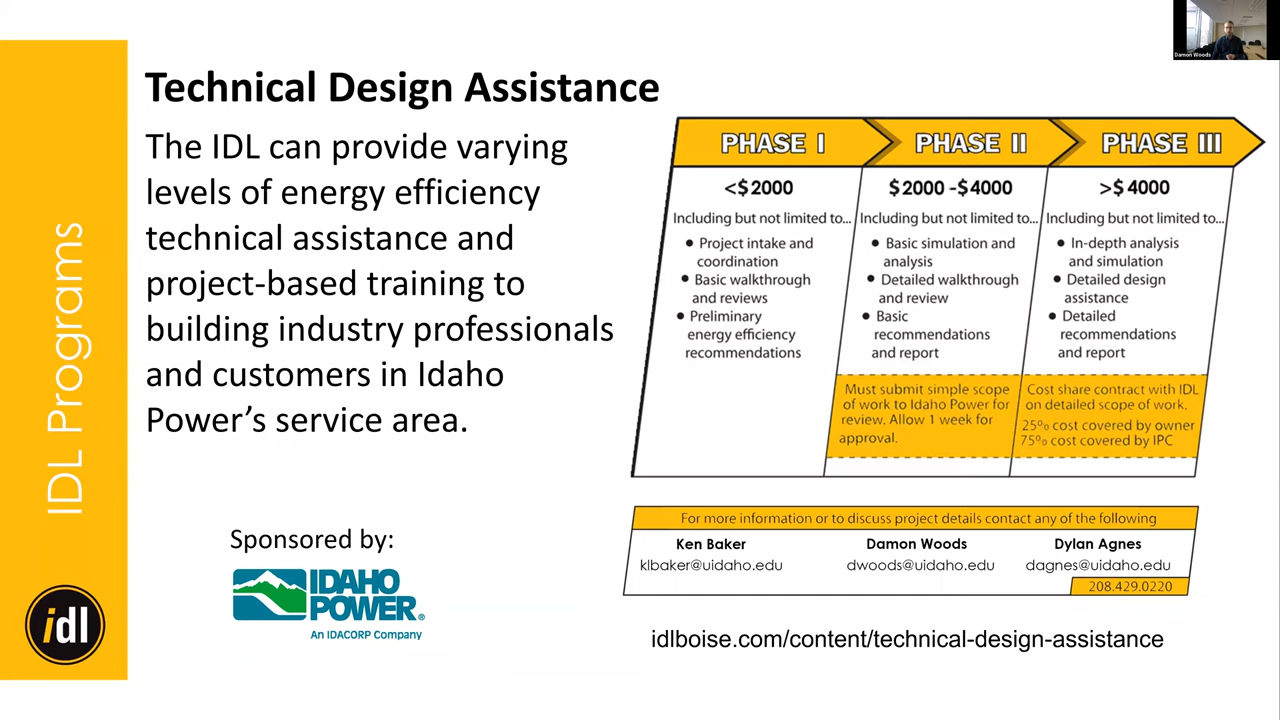 Damon Woods
IDL Programs
idl
Technical Design Assistance
The IDL can provide varying
levels of energy efficiency
technical assistance and
project-based training to
building industry professionals
and customers in Idaho
Power’s service area.
Sponsored by:
IDAHO
POWER®
An IDACORP Company
PHASE I
<$2000
Including but not limited to...
• Project intake and
coordination
• Basic walkthrough
and reviews
• Preliminary
energy efficiency
recommendations
PHASE II
$2000 -$4000
Including but not limited to...
• Basic simulation and
analysis
• Detailed walkthrough
and review
• Basic
recommendations
and report
Must submit simple scope
of work to Idaho Power for
review. Allow 1 week for
approval.
PHASE III
>$4000
Including but not limited to...
• In-depth analysis
and simulation
• Detailed design
assistance
• Detailed
recommendations
and report
Cost share contract with IDL
on detailed scope of work.
25% cost covered by owner
75% cost covered by IPC
For more information or to discuss project details contact any of the following
Ken Baker
klbaker@uidaho.edu
Damon Woods
dwoods@uidaho.edu
Dylan Agnes
dagnes@uidaho.edu
208.429.0220
idlboise.com/content/technical-design-assistance